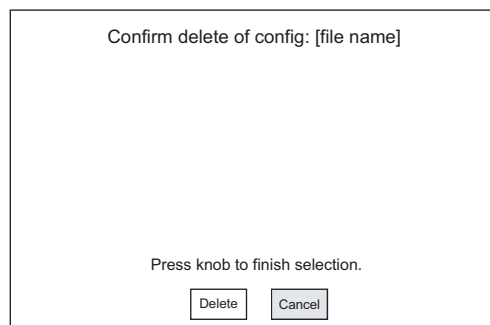 Confirm delete of config: [file name]
Press knob to finish selection.
Delete Cancel